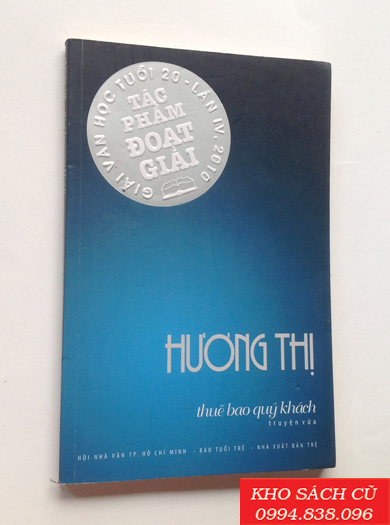 GIẢI VĂN HỌC TUỔI 20 - LẦN IV, 2010
TÁC
PHẨM
ĐOẠT
GIẢI
HƯƠNG THỊ
thuê bao quý khách
truyện vừa
HỘI NHÀ VĂN TP. HỒ CHÍ MINH - BÁO TUỔI TRẺ - NHÀ XUẤT BẢN TRẺ
KHO SÁCH CŨ
0994.838.096